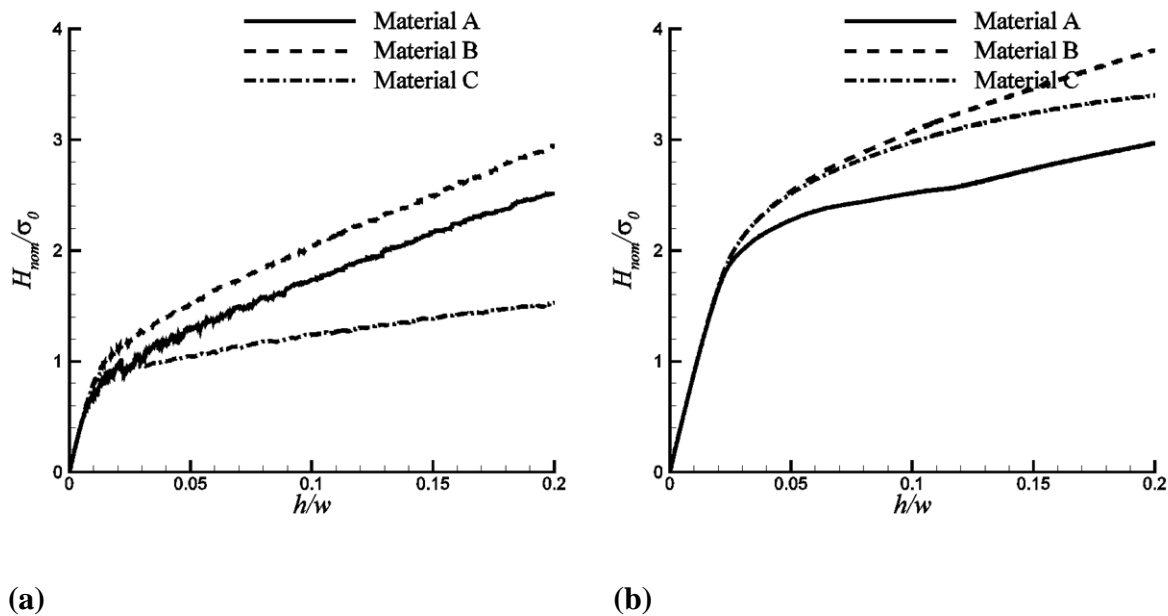 Material A
Material B
Material C
4
3
2
1
0
H_nom/σ_0
0
0.05
0.1
0.15
0.2
h/w
(a)
Material A
Material B
Material C
4
3
2
1
0
H_nom/σ_0
0
0.05
0.1
0.15
0.2
h/w
(b)